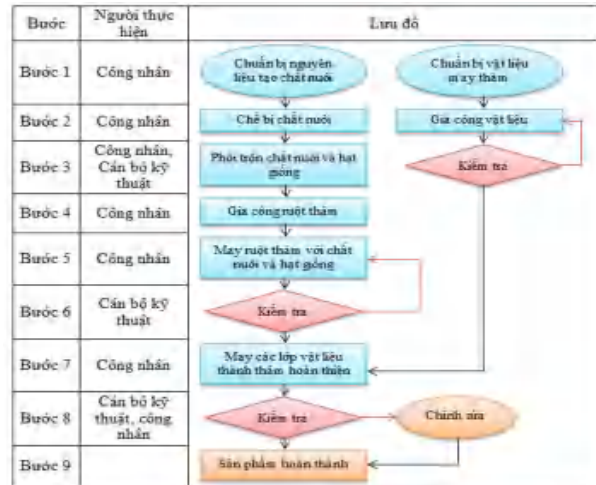 Bước
Người thực
hiện
Lưu đồ
Bước 1
Công nhân
Chuẩn bị nguyên
liệu tạo chất nuôi
Chuẩn bị vật liệu
may thảm
Bước 2
Công nhân
Chế bị chất nuôi
Gia công vật liệu
Bước 3
Công nhân,
Cán bộ kỹ
thuật
Phối trộn chất nuôi và hạt
giống
Kiểm tra
Bước 4
Công nhân
Gia công ruột thảm
Bước 5
Công nhân
May ruột thảm với chất
nuôi và hạt giống
Bước 6
Cán bộ kỹ
thuật
Kiểm tra
Bước 7
Công nhân
May các lớp vật liệu
thành thảm hoàn thiện
Bước 8
Cán bộ kỹ
thuật, công
nhân
Kiểm tra
Chỉnh sửa
Bước 9
Sản phẩm hoàn thành